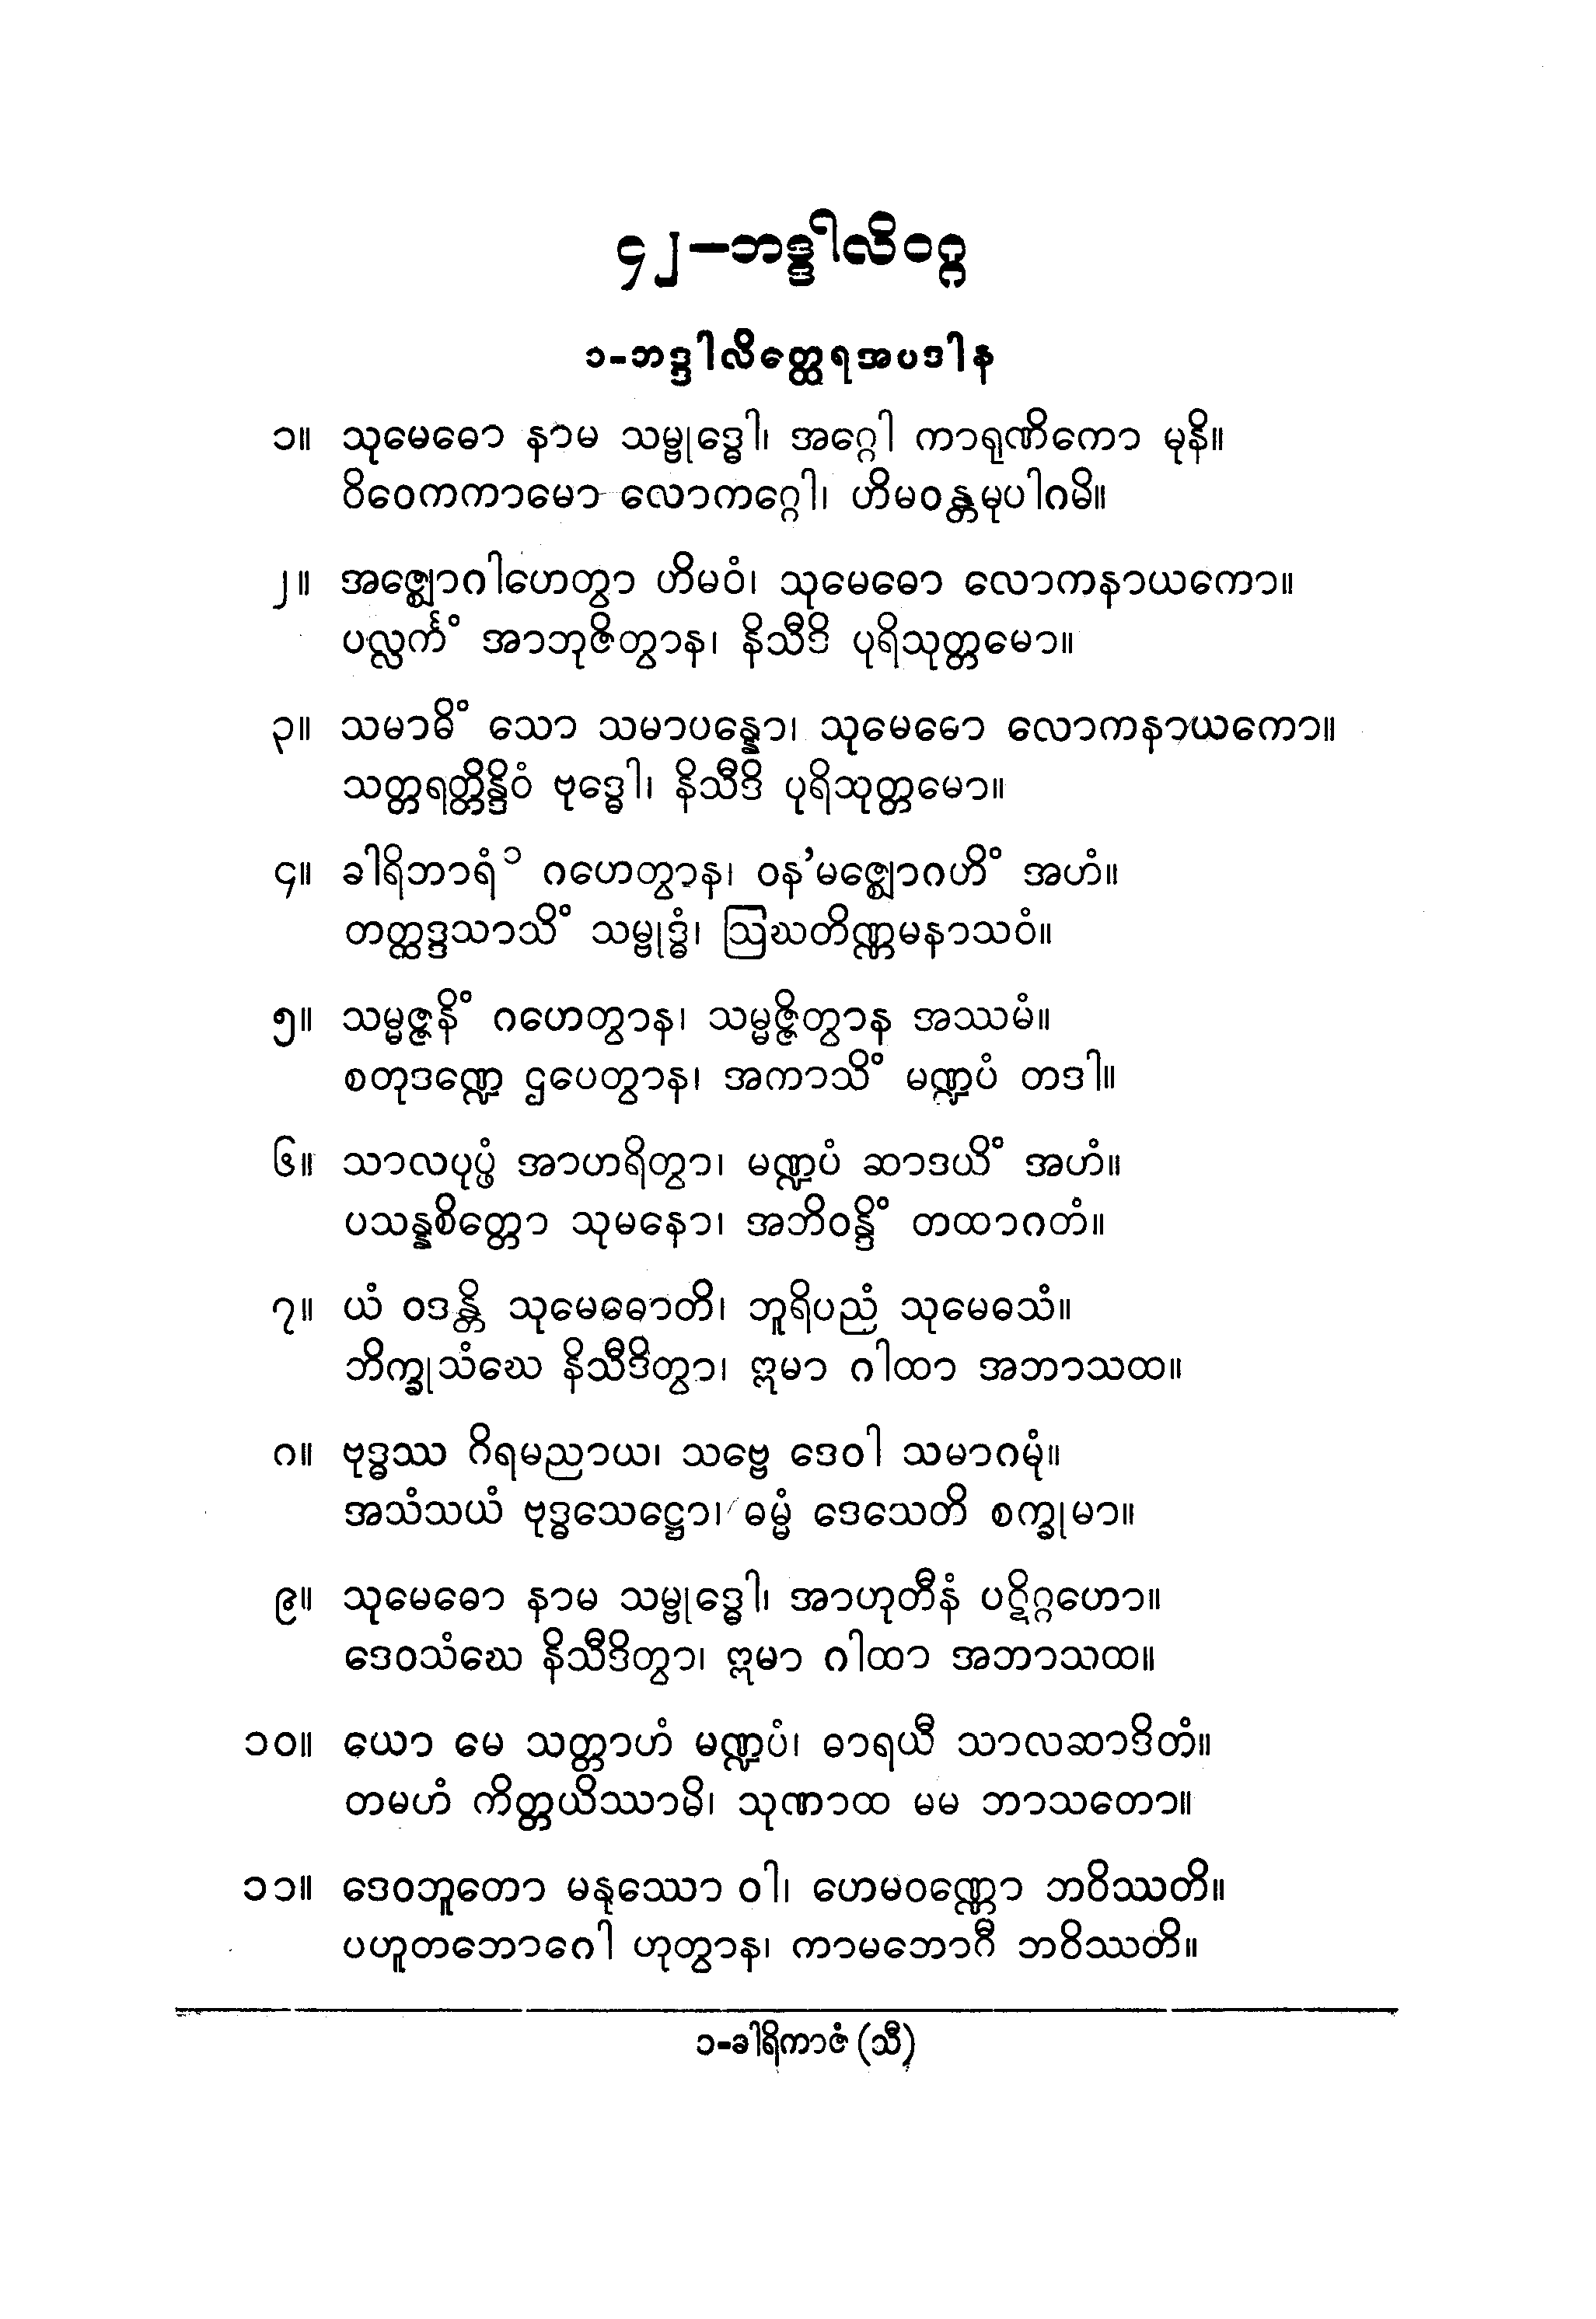 ၄၂–ဘဒ္ဒါလိဝဂ္ဂ
၁-ဘဒ္ဒါလိတ္ထေရအပဒါန
၁။ သုမေဓော နာမ သမ္ဗုဒ္ဓေါ၊ အဂ္ဂေါ ကာရုဏိကော မုနိ။
ဝိဝေကကာမော လောကဂ္ဂေါ၊ ဟိမဝန္တမုပါဂမိ။
၂။ အဇ္ဈောဂါဟေတွာ ဟိမဝံ၊ သုမေဓော လောကနာယကော။
ပလ္လင်္ကံ အာဘုဇိတွာန၊ နိသီဒိ ပုရိသုတ္တမော။
၃။ သမာဓိံ သော သမာပန္နော၊ သုမေဓော လောကနာယကော။
သတ္တရတ္တိန္ဒိဝံ ဗုဒ္ဓေါ၊ နိသီဒိ ပုရိသုတ္တမော။
၄။ ခါရိဘာရံ ၁ ဂဟေတွာန၊ ဝန’မဇ္ဈောဂဟိံ အဟံ။
တတ္ထဒ္ဒသာသိံ သမ္ဗုဒ္ဓံ၊ ဩဃတိဏ္ဏမနာသဝံ။
၅။ သမ္မဇ္ဇနိံ ဂဟေတွာန၊ သမ္မဇ္ဇိတွာန အဿမံ။
စတုဒဏ္ဍေ ဌပေတွာန၊ အကာသိံ မဏ္ဍပံ တဒါ။
၆။ သာလပုပ္ဖံ အာဟရိတွာ၊ မဏ္ဍပံ ဆာဒယိံ အဟံ။
ပသန္နစိတ္တော သုမနော၊ အဘိဝန္ဒိံ တထာဂတံ။
၇။ ယံ ဝဒန္တိ သုမေဓောတိ၊ ဘူရိပညံ သုမေဓသံ။
ဘိက္ခုသံဃေ နိသီဒိတွာ၊ ဣမာ ဂါထာ အဘာသထ။
၈။ ဗုဒ္ဓဿ ဂိရမညာယ၊ သဗ္ဗေ ဒေဝါ သမာဂမုံ။
အသံသယံ ဗုဒ္ဓသေဋ္ဌော၊ ဓမ္မံ ဒေသေတိ စက္ခုမာ။
၉။ သုမေဓော နာမ သမ္ဗုဒ္ဓေါ၊ အာဟုတီနံ ပဋိဂ္ဂဟော။
ဒေဝသံဃေ နိသီဒိတွာ၊ ဣမာ ဂါထာ အဘာသထ။
၁၀။ ယော မေ သတ္တာဟံ မဏ္ဍပံ၊ ဓာရယီ သာလဆာဒိတံ။
တမဟံ ကိတ္တယိဿာမိ၊ သုဏာထ မမ ဘာသတော။
၁၁။ ဒေဝဘူတော မနုဿော ဝါ၊ ဟေမဝဏ္ဏော ဘဝိဿတိ။
ပဟူတဘောဂေါ ဟုတွာန၊ ကာမဘောဂီ ဘဝိဿတိ။
၁-ခါရိကာဇံ (သီ)